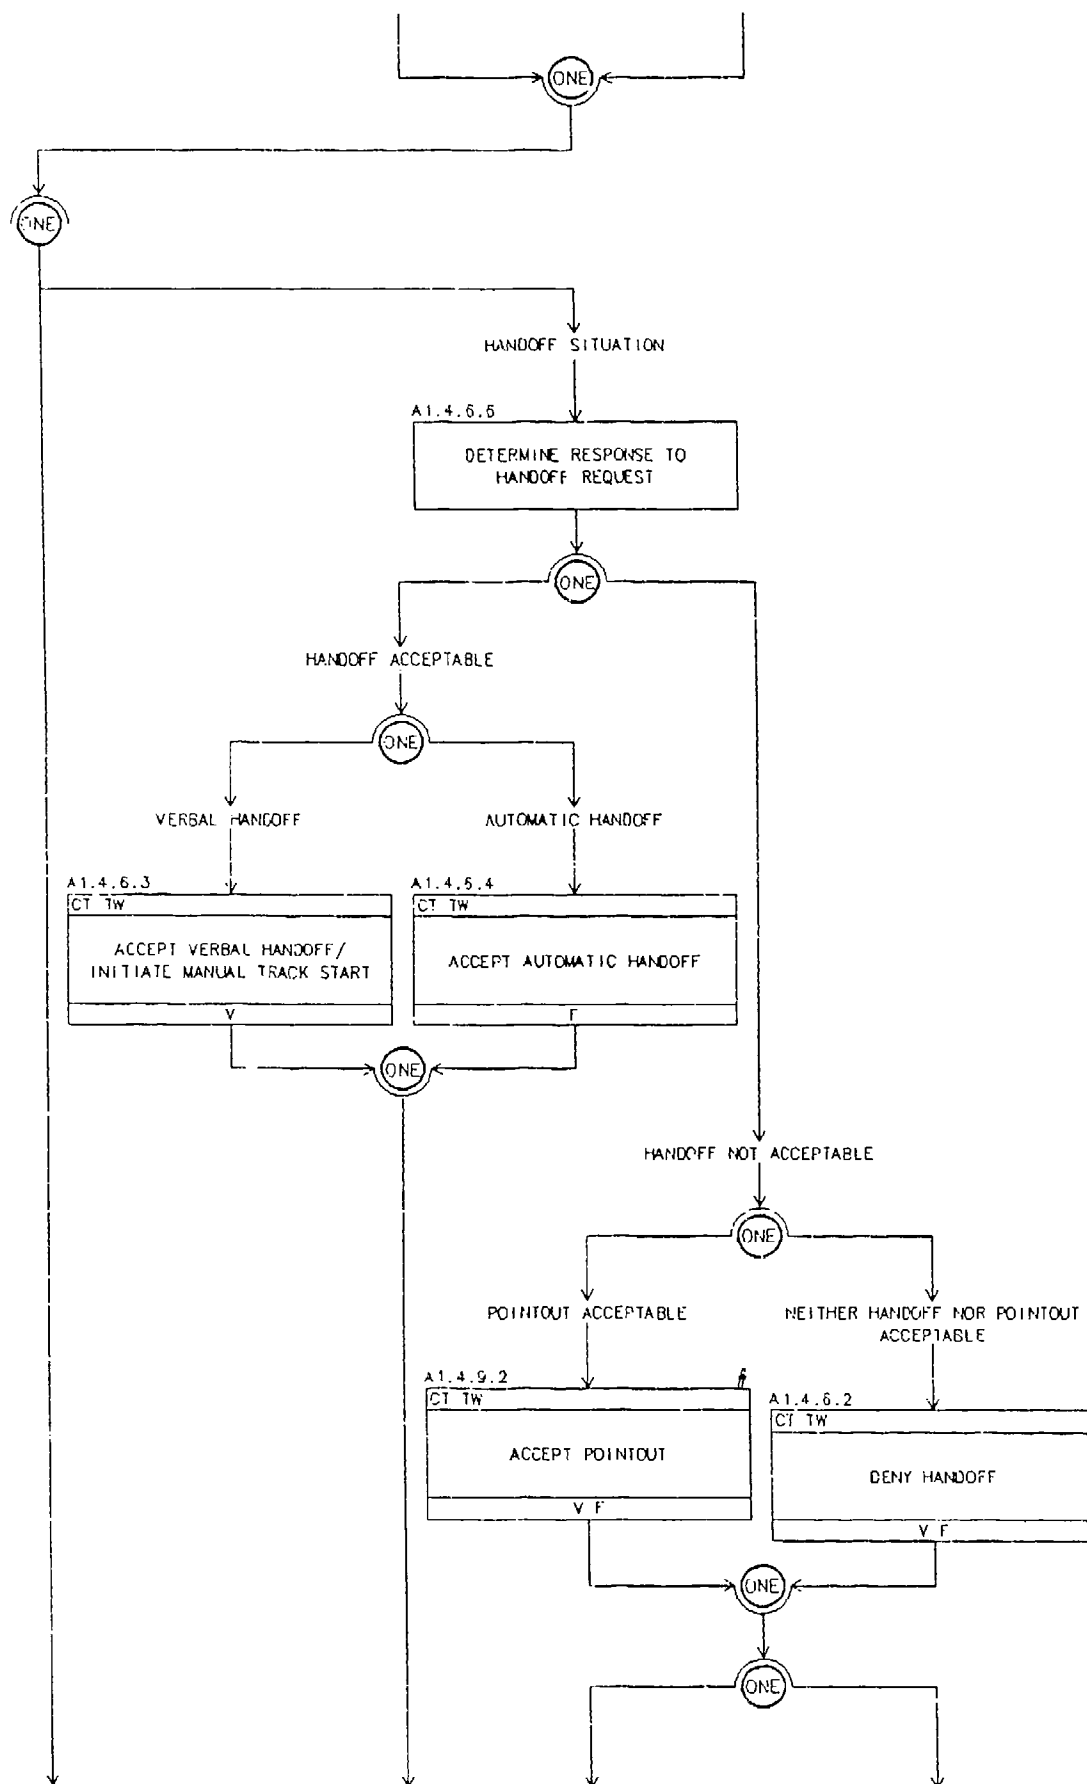 ONE
ONE
HANDOFF SITUATION
A1.4.6.6
DETERMINE RESPONSE TO
HANDOFF REQUEST
ONE
HANDOFF ACCEPTABLE
ONE
VERBAL HANDOFF
AUTOMATIC HANDOFF
A1.4.6.3
CT TW
ACCEPT VERBAL HANDOFF/
INITIATE MANUAL TRACK START
V
A1.4.6.4
CT TW
ACCEPT AUTOMATIC HANDOFF
F
ONE
HANDOFF NOT ACCEPTABLE
ONE
POINTOUT ACCEPTABLE
NEITHER HANDOFF NOR POINTOUT
ACCEPTABLE
A1.4.9.2
CT TW
ACCEPT POINTOUT
V F
A1.4.6.2
CT TW
DENY HANDOFF
V F
ONE
ONE